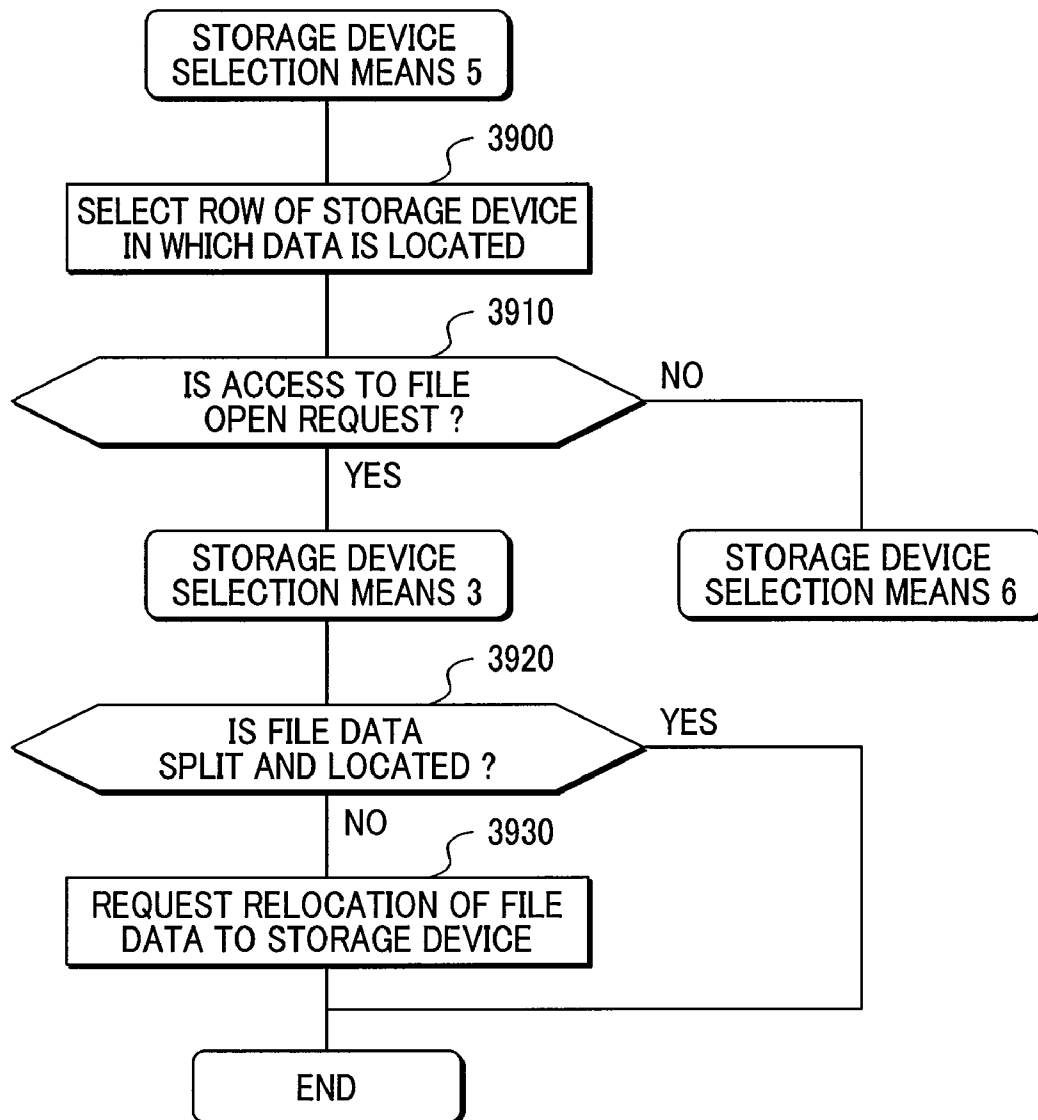 STORAGE DEVICE
SELECTION MEANS 5
3900
SELECT ROW OF STORAGE DEVICE
IN WHICH DATA IS LOCATED
3910
IS ACCESS TO FILE
OPEN REQUEST ?
NO
YES
STORAGE DEVICE
SELECTION MEANS 3
STORAGE DEVICE
SELECTION MEANS 6
3920
IS FILE DATA
SPLIT AND LOCATED ?
YES
NO
3930
REQUEST RELOCATION OF FILE
DATA TO STORAGE DEVICE
END